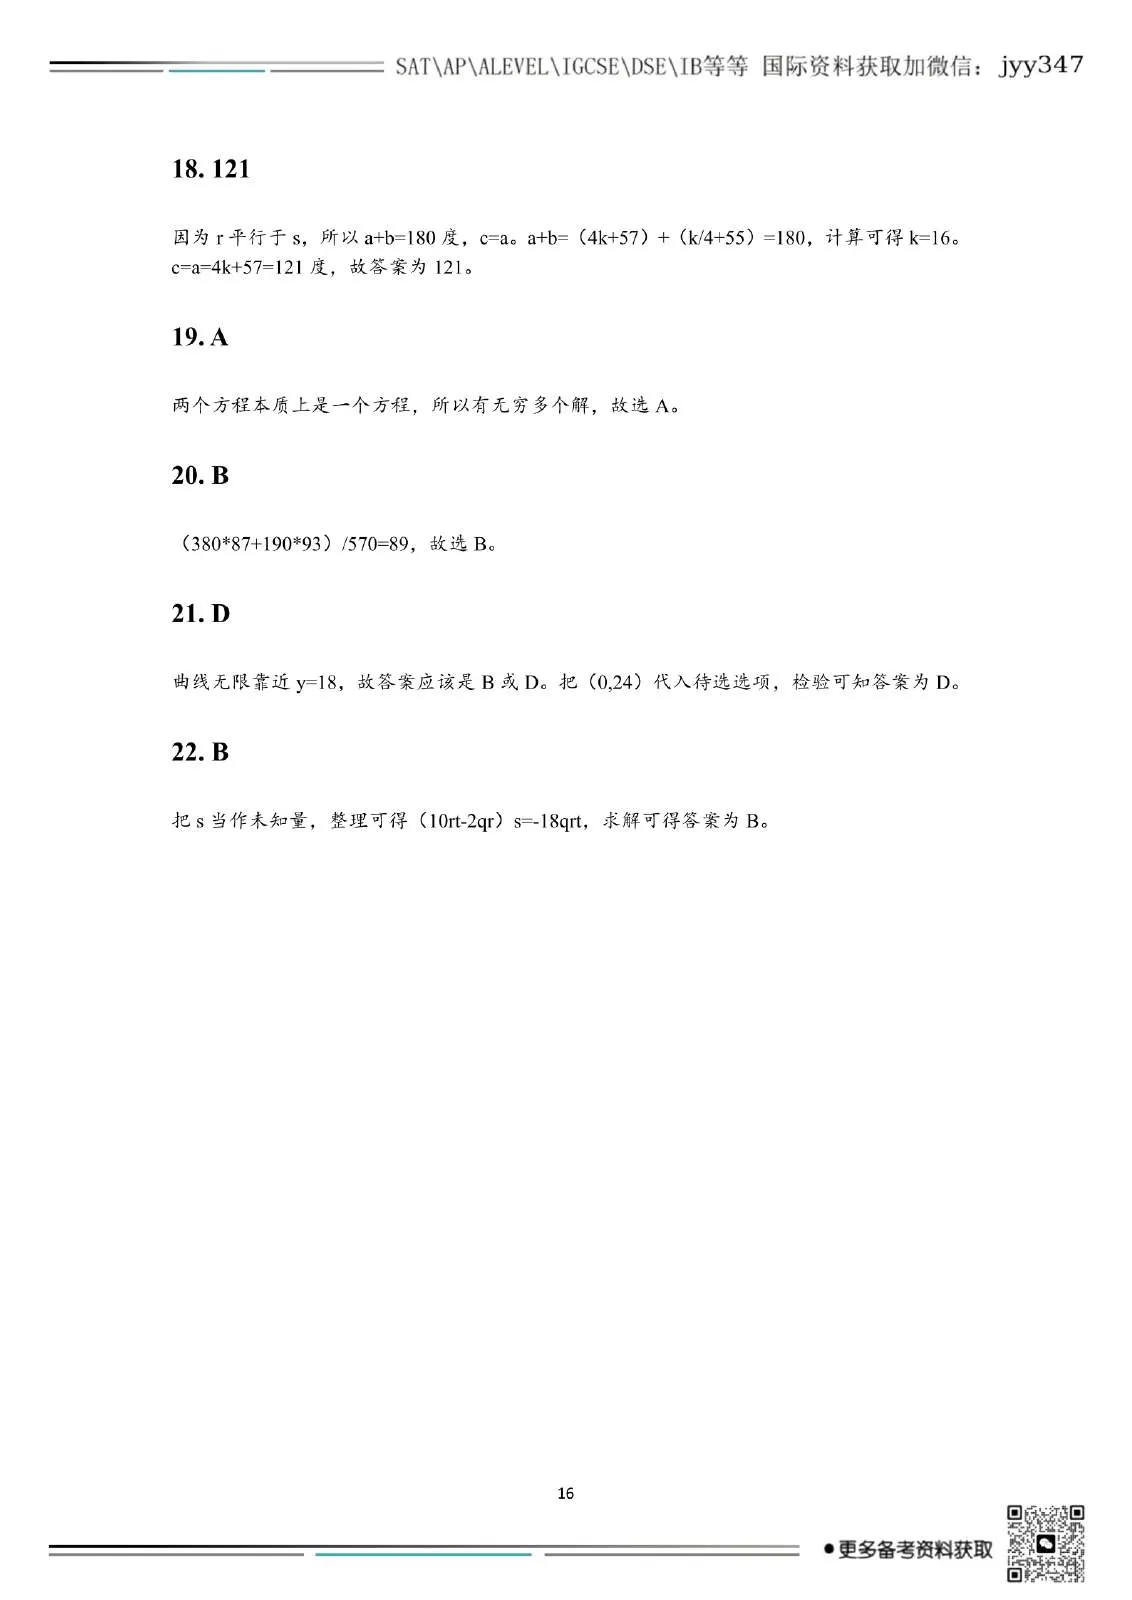 SAT\AP\ALEVEL\IGCSE\DSE\IB等等 国际资料获取加微信：jyy347
18. 121
因为 r 平行于 s，所以 a+b=180 度，c=a。a+b=（4k+57）+（k/4+55）=180，计算可得 k=16。
c=a=4k+57=121 度，故答案为 121。
19. A
两个方程本质上是一个方程，所以有无穷多个解，故选 A。
20. B
（380*87+190*93）/570=89，故选 B。
21. D
曲线无限靠近 y=18，故答案应该是 B 或 D。把（0,24）代入待选选项，检验可知答案为 D。
22. B
把 s 当作未知量，整理可得（10rt-2qr）s=-18qrt，求解可得答案为 B。
16
●更多备考资料获取